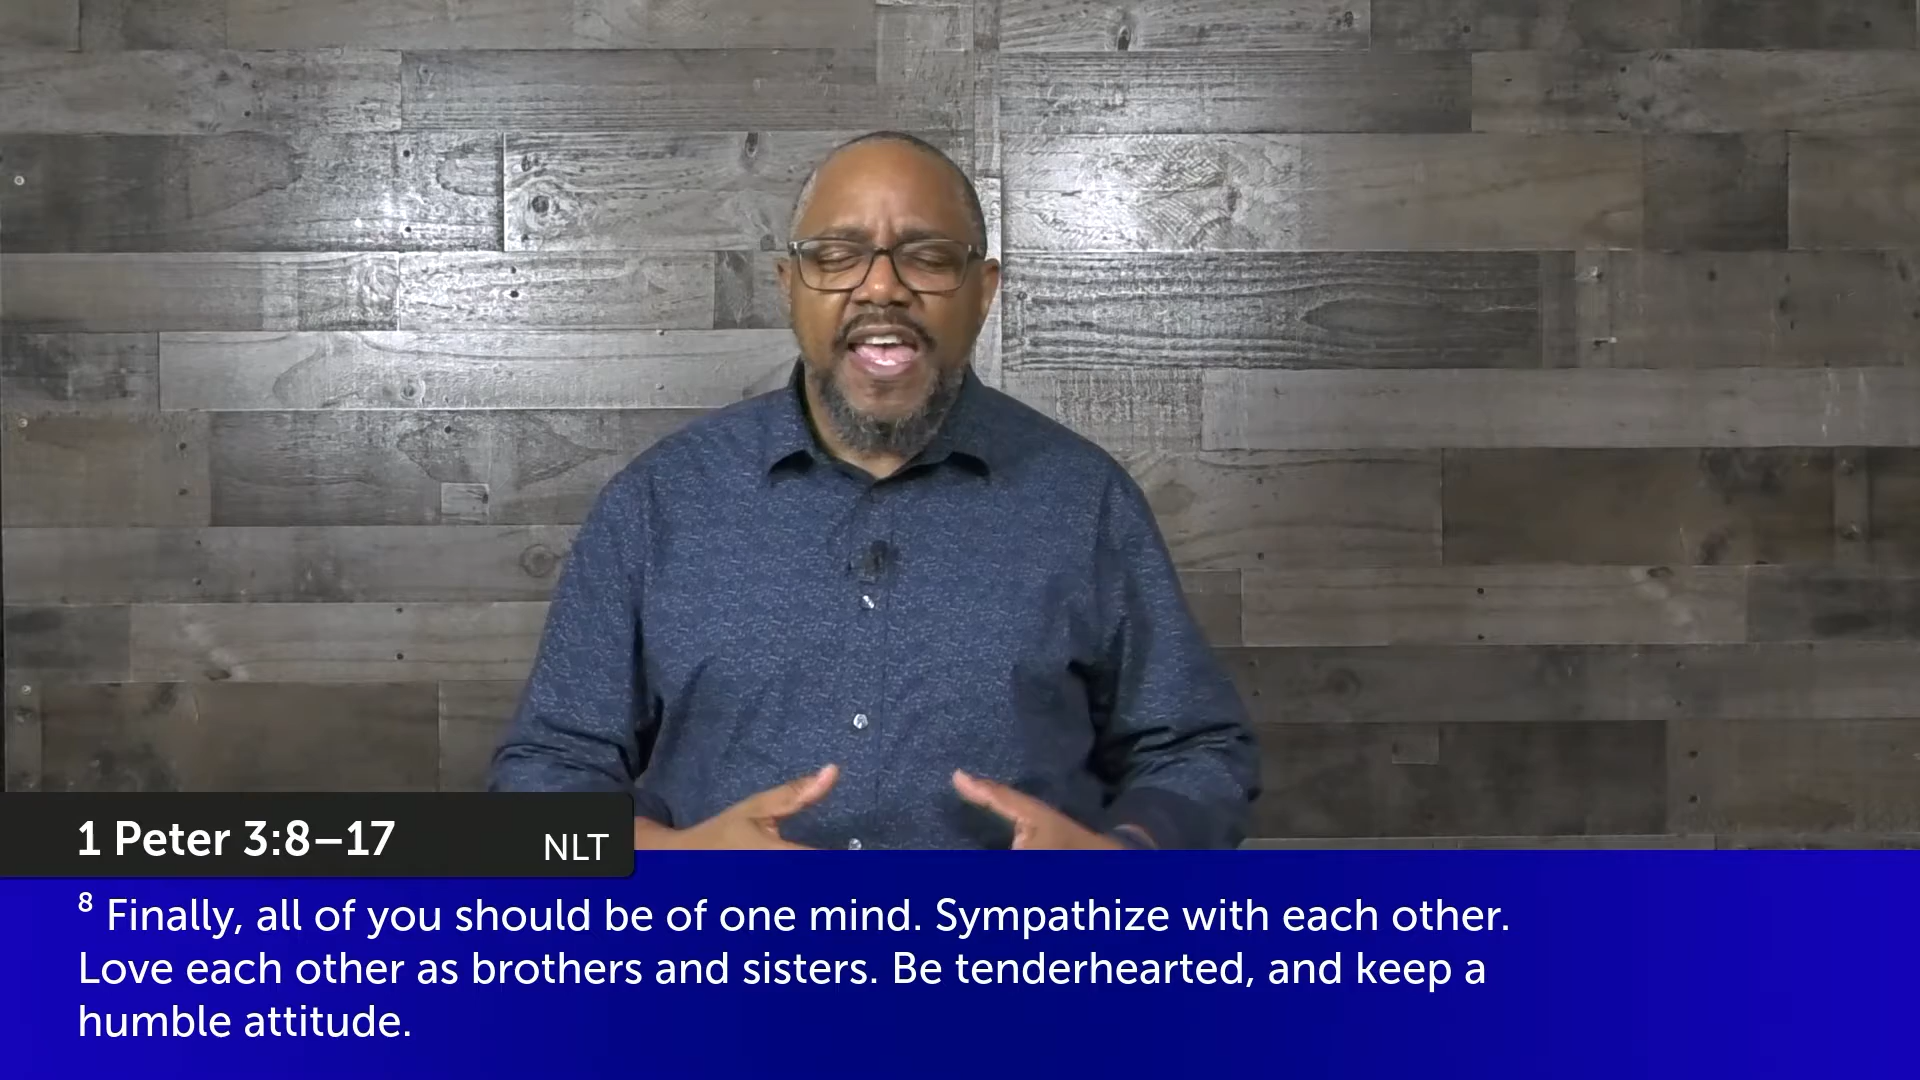 1 Peter 3:8–17 NLT
8 Finally, all of you should be of one mind. Sympathize with each other.
Love each other as brothers and sisters. Be tenderhearted, and keep a
humble attitude.